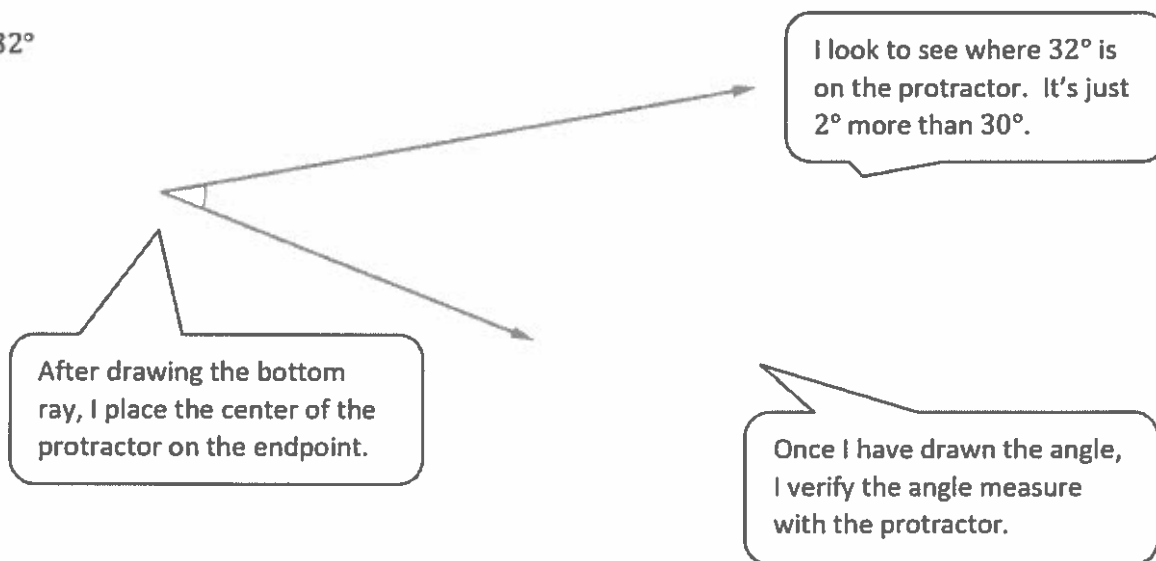 32°
I look to see where 32° is
on the protractor. It's just
2° more than 30°.
After drawing the bottom
ray, I place the center of the
protractor on the endpoint.
Once I have drawn the angle,
I verify the angle measure
with the protractor.